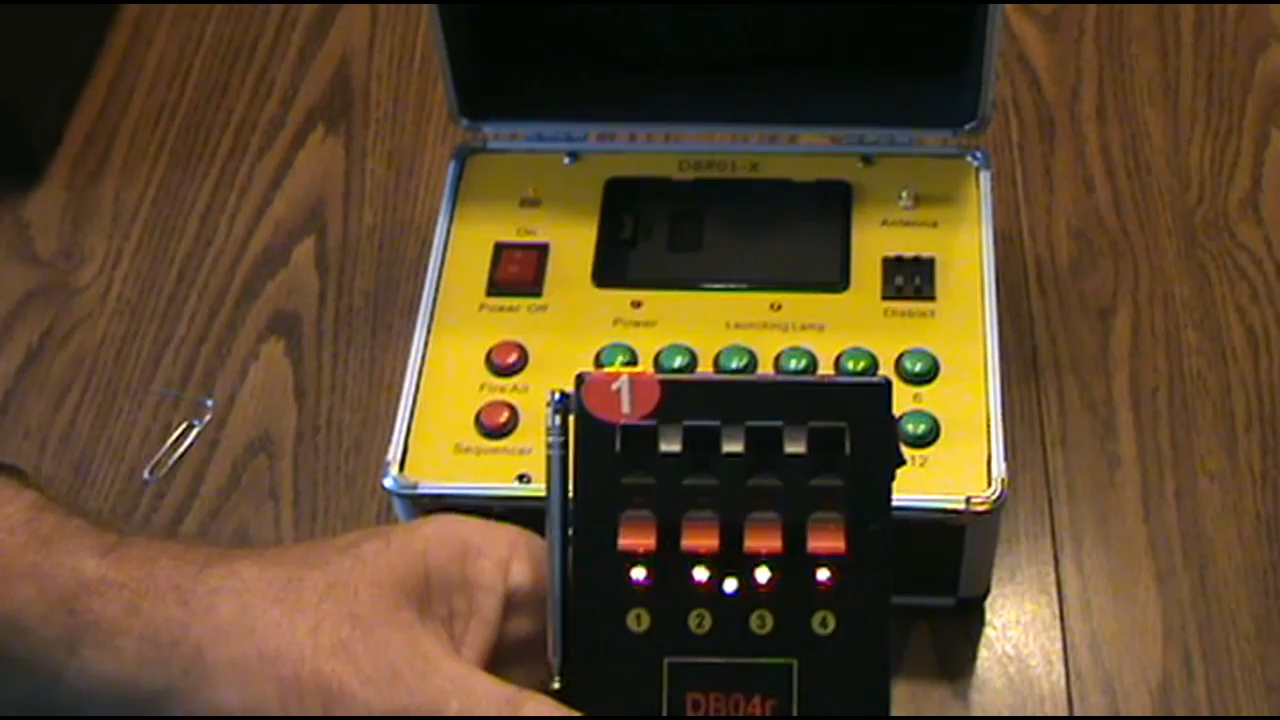 DBR01-X
On
Antenna
Power Off
District
Power
Launching Lamp
Fire All
6
1
Sequencer
12
1 2 3 4
DB04r